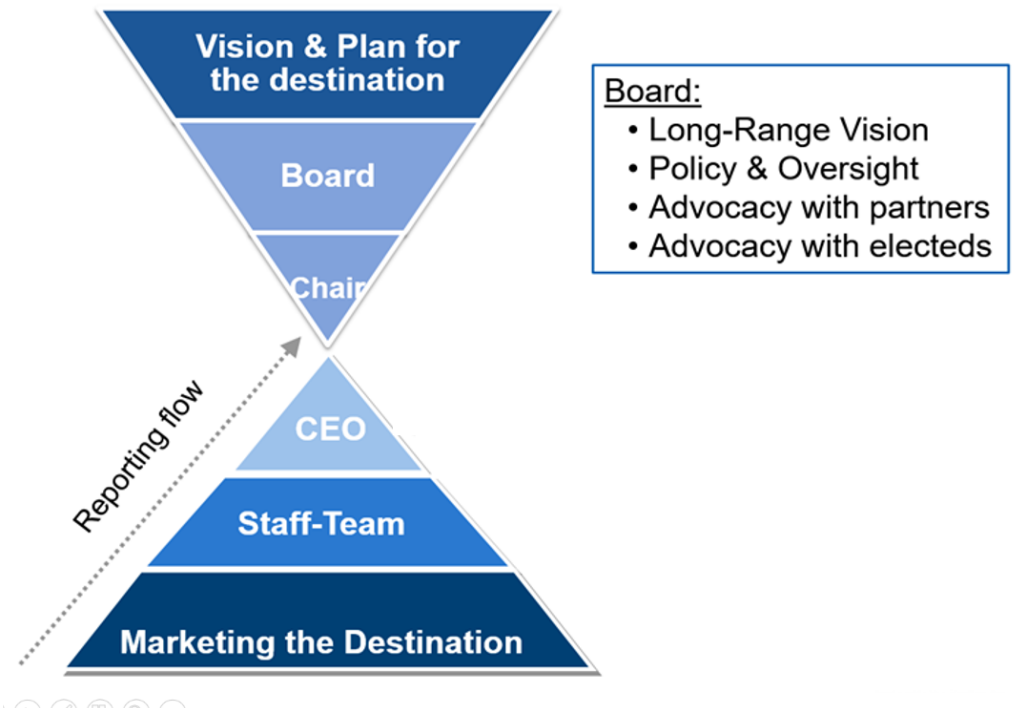 Vision & Plan for
the destination
Board
Chair
CEO
Staff-Team
Marketing the Destination
Reporting flow
Board:
• Long-Range Vision
• Policy & Oversight
• Advocacy with partners
• Advocacy with electeds